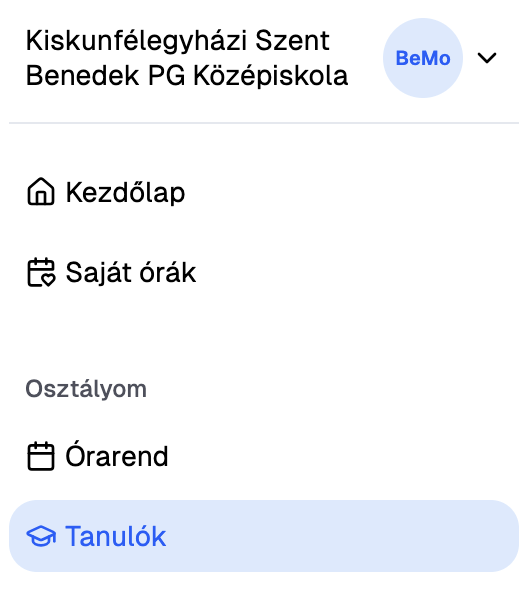 Kiskunfélegyházi Szent
Benedek PG Középiskola
BeMo
Kezdőlap
Saját órák
Osztályom
Órarend
Tanulók